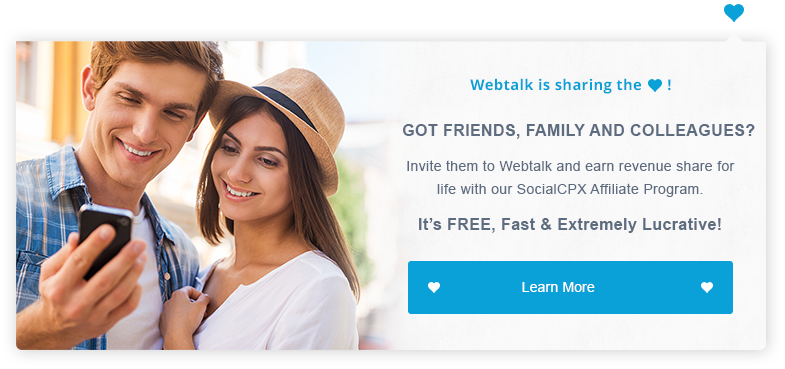 Webtalk is sharing the !
GOT FRIENDS, FAMILY AND COLLEAGUES?
Invite them to Webtalk and earn revenue share for
life with our SocialCPX Affiliate Program.
It’s FREE, Fast & Extremely Lucrative!
Learn More